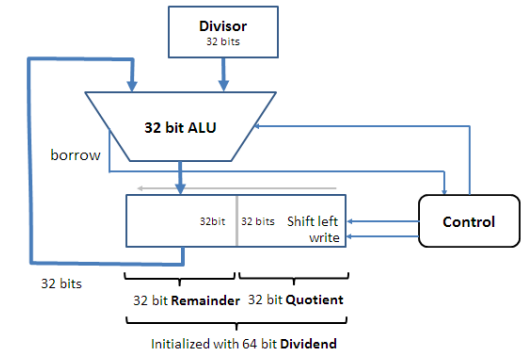 Divisor
32 bits
32 bit ALU
borrow
32bit
32 bits
Shift left
write
Control
32 bits
32 bit Remainder
32 bit Quotient
Initialized with 64 bit Dividend